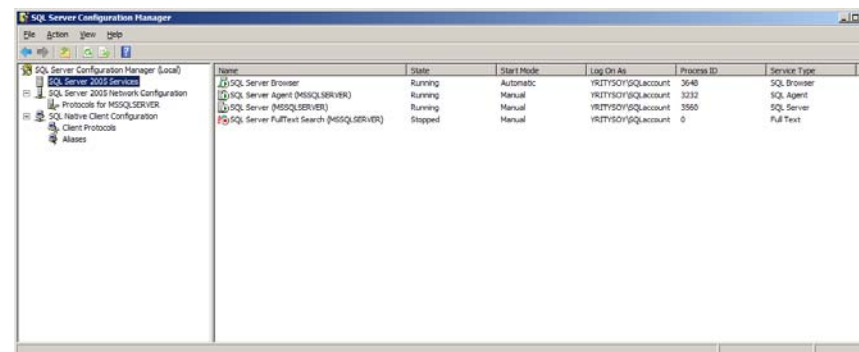 SQL Server Configuration Manager
File Action View Help
SQL Server Configuration Manager (Local)
SQL Server 2005 Services
SQL Server 2005 Network Configuration
Protocols for MSSQLSERVER
SQL Native Client Configuration
Client Protocols
Aliases
Name State Start Mode Log On As Process ID Service Type
SQL Server Browser Running Automatic YRITYSOY\SQLaccount 3648 SQL Browser
SQL Server Agent (MSSQLSERVER) Running Manual YRITYSOY\SQLaccount 3232 SQL Agent
SQL Server (MSSQLSERVER) Running Manual YRITYSOY\SQLaccount 3560 SQL Server
SQL Server FullText Search (MSSQLSERVER) Stopped Manual YRITYSOY\SQLaccount 0 Full Text